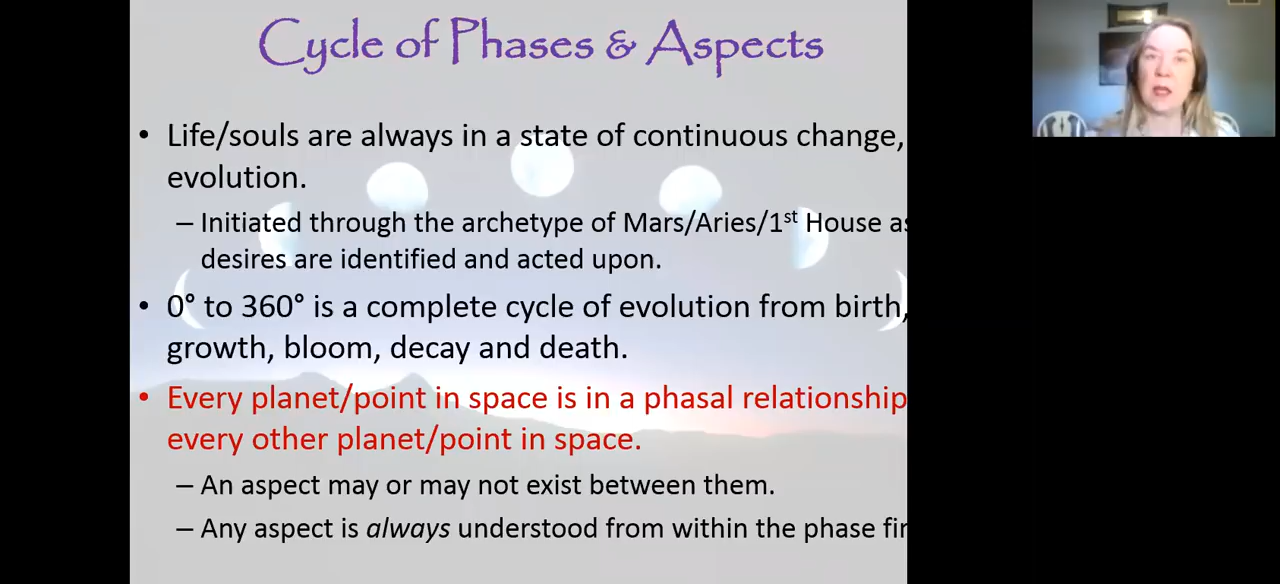 Cycle of Phases & Aspects
• Life/souls are always in a state of continuous change,
evolution.
– Initiated through the archetype of Mars/Aries/1st House as
desires are identified and acted upon.
• 0° to 360° is a complete cycle of evolution from birth,
growth, bloom, decay and death.
• Every planet/point in space is in a phasal relationship
every other planet/point in space.
– An aspect may or may not exist between them.
– Any aspect is always understood from within the phase